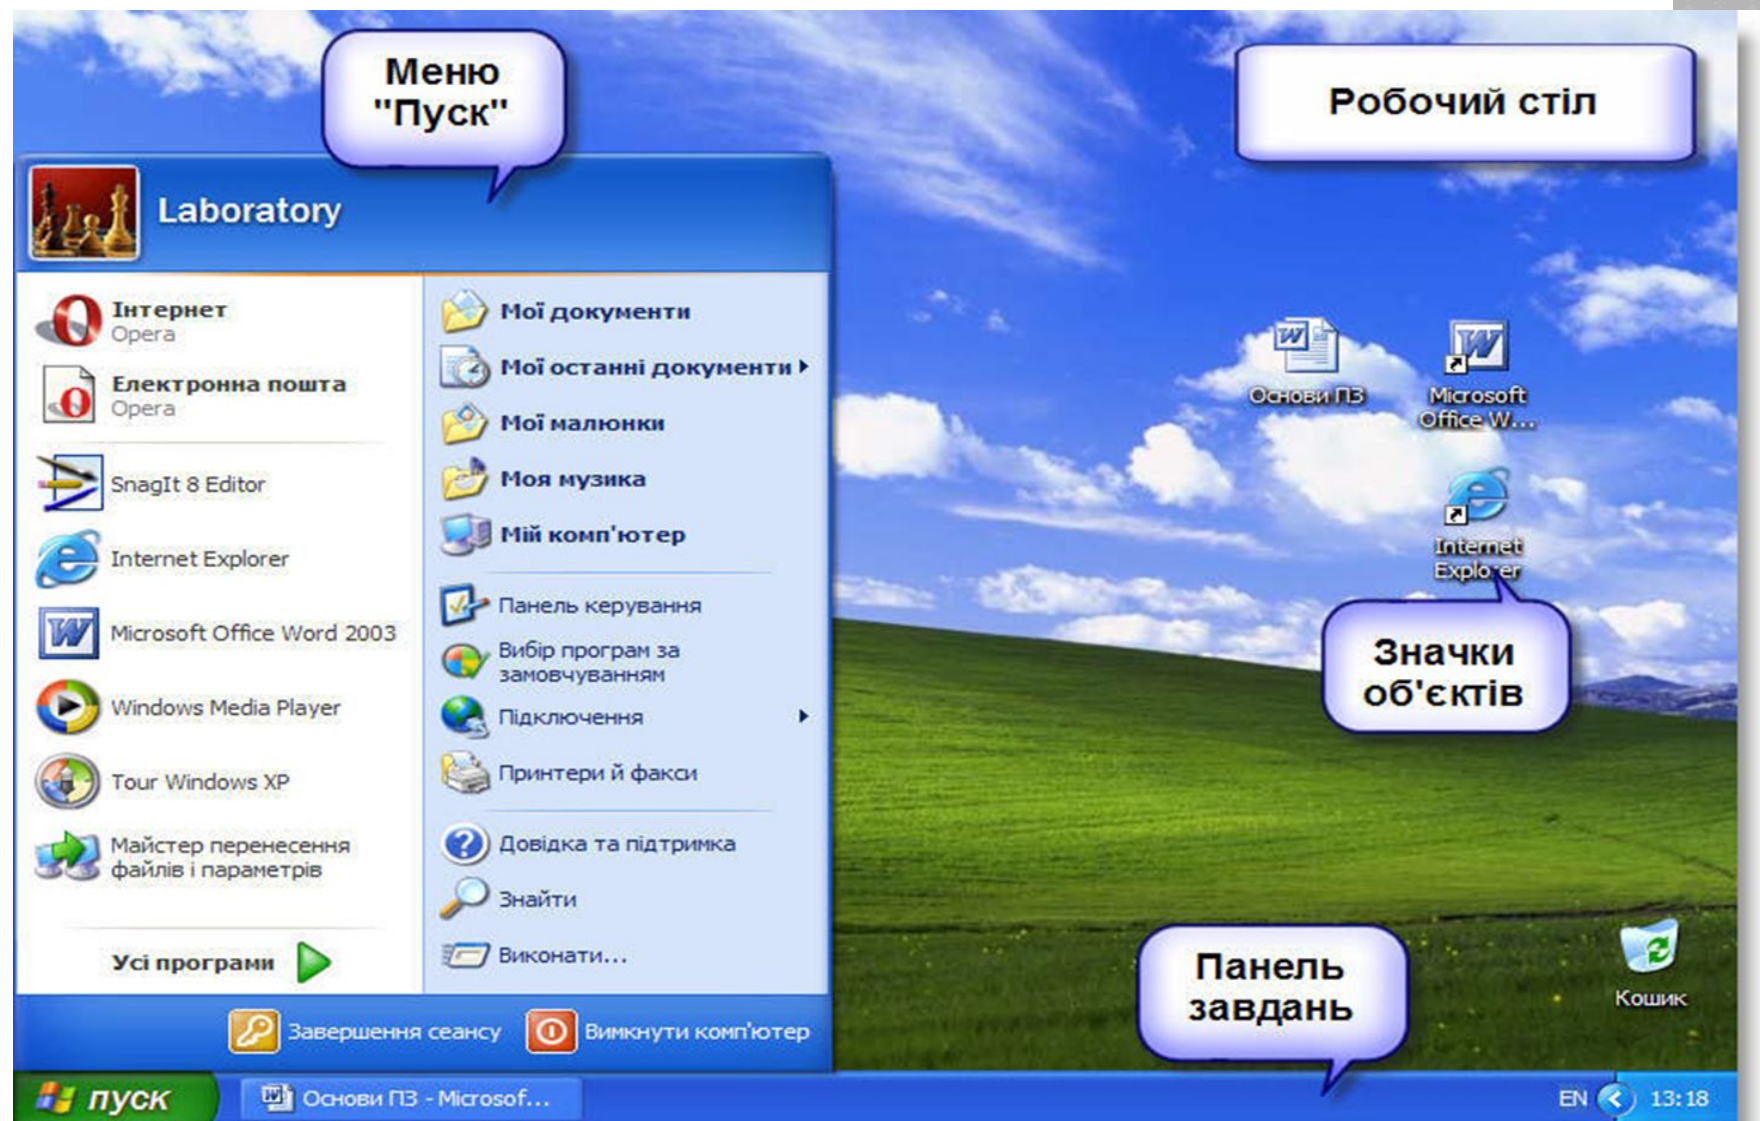 Меню
"Пуск"
Робочий стіл
Laboratory
Інтернет
Opera
Електронна пошта
Opera
SnagIt 8 Editor
Internet Explorer
Microsoft Office Word 2003
Windows Media Player
Tour Windows XP
Майстер перенесення
файлів і параметрів
Усі програми
Мої документи
Мої останні документи
Мої малюнки
Моя музика
Мій комп'ютер
Панель керування
Вибір програм за
замовчуванням
Підключення
Принтери й факси
Довідка та підтримка
Знайти
Виконати...
Завершення сеансу
Вимкнути комп'ютер
Основи ПЗ
Microsoft
Office W...
Internet
Explorer
Значки
об'єктів
Панель
завдань
Кошик
пуск
Основи ПЗ - Microsof...
EN
13:18